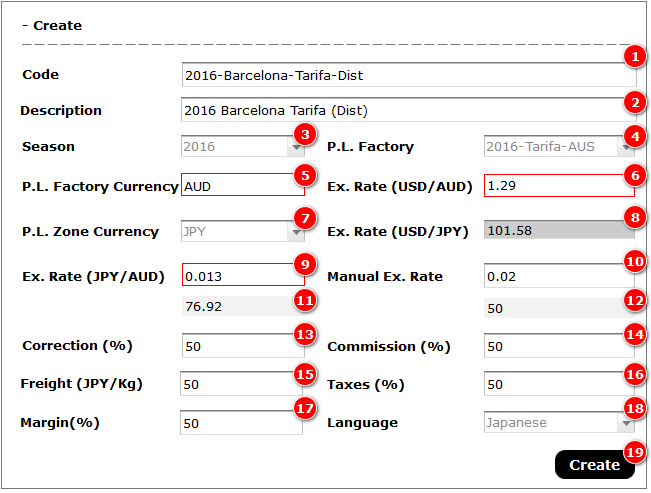 - Create
Code 2016-Barcelona-Tarifa-Dist 1
Description 2016 Barcelona Tarifa (Dist) 2
Season 2016 3 P.L. Factory 2016-Tarifa-AUS 4
P.L. Factory Currency AUD 5 Ex. Rate (USD/AUD) 1.29 6
P.L. Zone Currency JPY 7 Ex. Rate (USD/JPY) 101.58 8
Ex. Rate (JPY/AUD) 0.013 9 Manual Ex. Rate 0.02 10
76.92 11 50 12
Correction (%) 50 13 Commission (%) 50 14
Freight (JPY/Kg) 50 15 Taxes (%) 50 16
Margin(%) 50 17 Language Japanese 18
Create 19